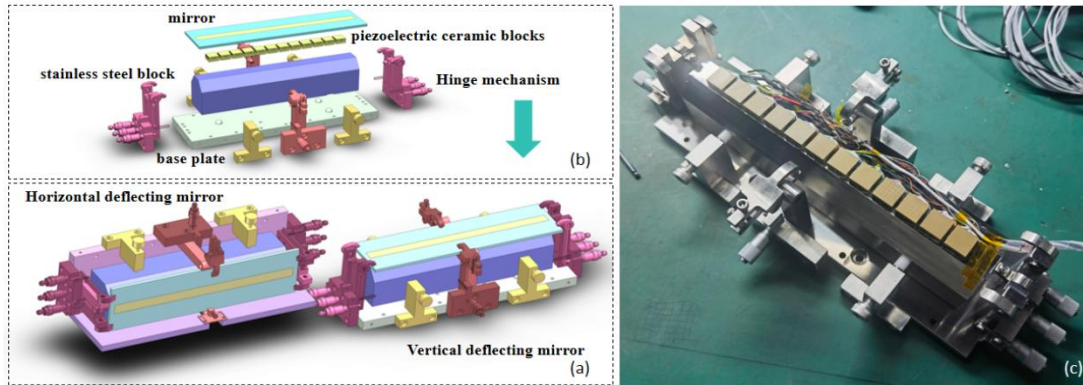 mirror
piezoelectric ceramic blocks
stainless steel block
Hinge mechanism
base plate
(b)
Horizontal deflecting mirror
Vertical deflecting mirror
(a)
(c)